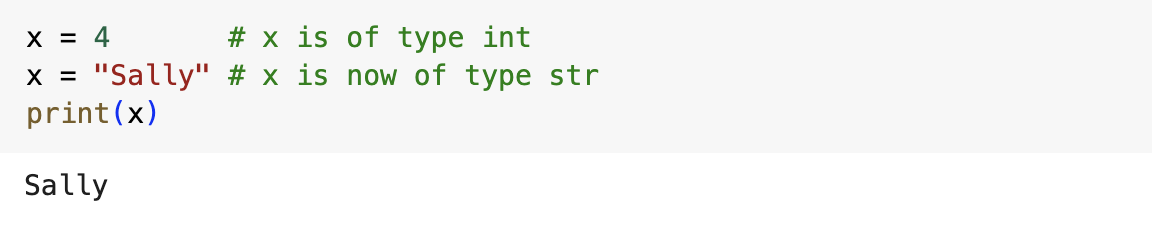 x = 4       # x is of type int
x = "Sally" # x is now of type str
print(x)
Sally